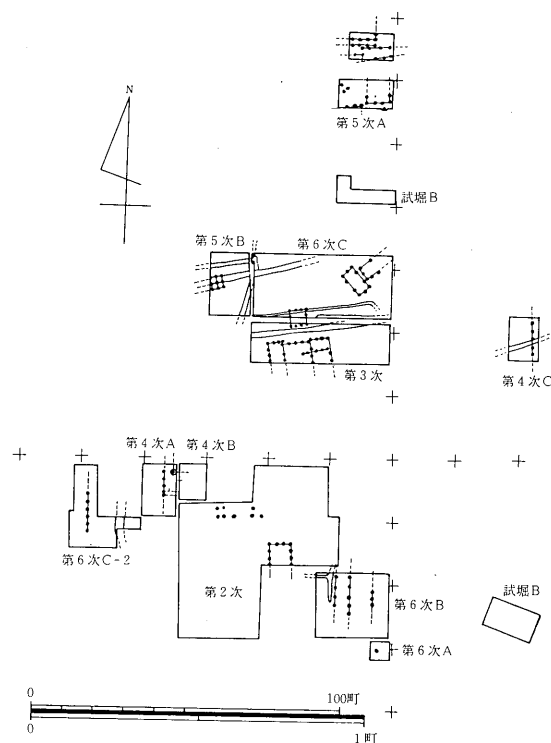 N
第5次A
試堀B
第5次B
第6次C
第3次
第4次C
第4次A
第4次B
第6次C-2
第2次
第6次B
試堀B
第6次A
0
100町
0
1町